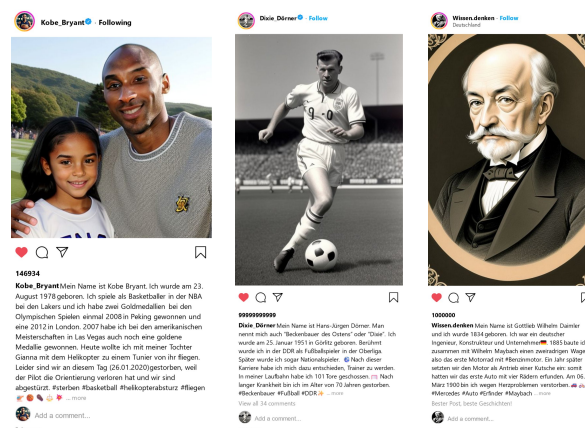 Kobe_Bryant · Following
146934
Kobe_Bryant Mein Name ist Kobe Bryant. Ich wurde am 23.
August 1978 geboren. Ich spiele als Basketballer in der NBA
bei den Lakers und ich habe zwei Goldmedallien bei den
Olympischen Spielen einmal 2008 in Peking gewonnen und
eine 2012 in London. 2007 habe ich bei den amerikanischen
Meisterschaften in Las Vegas auch noch eine goldene
Medaille gewonnen. Heute wollte ich mit meiner Tochter
Gianna mit dem Helikopter zu einem Tunier von ihr fliegen.
Leider sind wir an diesem Tag (26.01.2020) gestorben, weil
der Pilot die Orientierung verloren hat und wir sind
abgestürzt. #sterben #basketball #helikopterabsturz #fliegen
... more
Add a comment...
Dixie_Dörner · Follow
9-0
99999999999
Dixie_Dörner Mein Name ist Hans-Jürgen Dörner. Man
nennt mich auch "Beckenbauer des Ostens" oder "Dixie". Ich
wurde am 25. Januar 1951 in Görlitz geboren. Berühmt
wurde ich in der DDR als Fußballspieler in der Oberliga.
Später wurde ich sogar Nationalspieler. Nach dieser
Karriere habe ich mich dazu entschieden, Trainer zu werden.
In meiner Laufbahn habe ich 101 Tore geschossen. Nach
langer Krankheit bin ich im Alter von 70 Jahren gestorben.
#Beckenbauer #Fußball #DDR ... more
View all 34 comments
Add a comment...
Wissen.denken · Follow
Deutschland
1000000
Wissen.denken Mein Name ist Gottlieb Wilhelm Daimler
und ich wurde 1834 geboren. Ich war ein deutscher
Ingenieur, Konstrukteur und Unternehmer. 1885 baute ich
zusammen mit Wilhelm Maybach einen zweirädrigen Wagen
also das erste Motorrad mit #Benzinmotor. Ein Jahr später
setzten wir den Motor als Antrieb einer Kutsche ein: somit
hatten wir das erste Auto mit vier Rädern erfunden. Am 06.
März 1900 bin ich wegen Herzproblemen verstorben.
#Mercedes #Auto #Erfinder #Maybach ... more
Bester Post, beste Geschichten!
Add a comment...